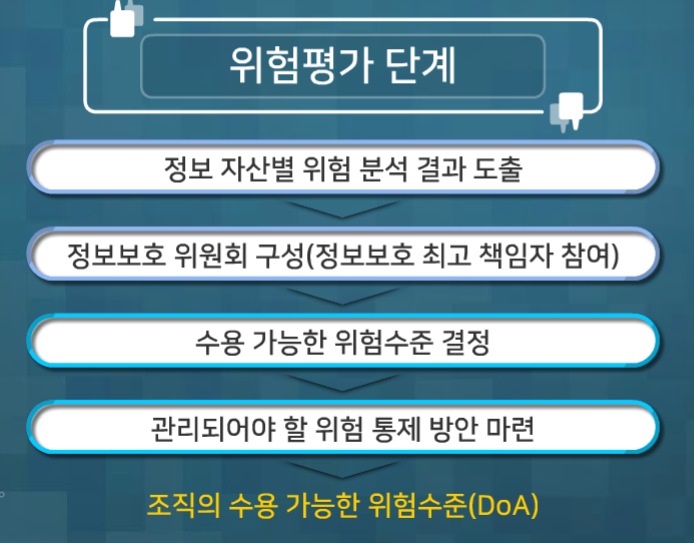 위험평가 단계
정보 자산별 위험 분석 결과 도출
정보보호 위원회 구성(정보보호 최고 책임자 참여)
수용 가능한 위험수준 결정
관리되어야 할 위험 통제 방안 마련
조직의 수용 가능한 위험수준(DoA)